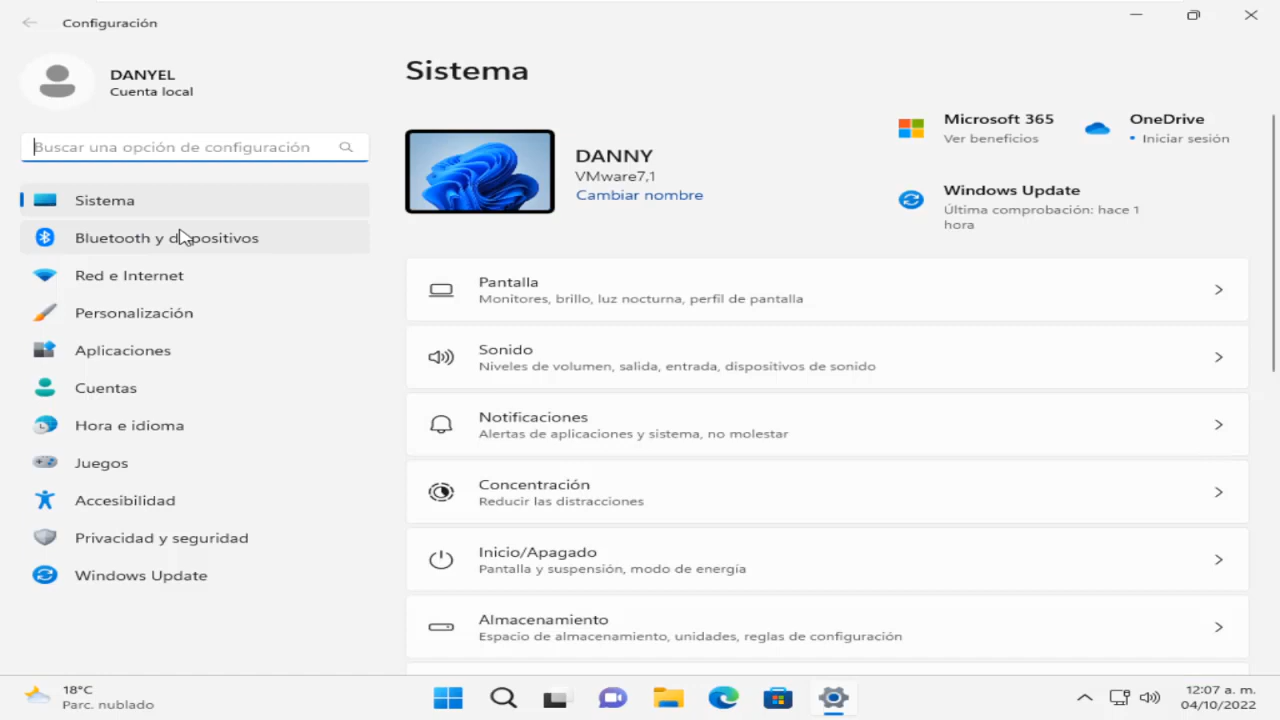 Configuración
DANYEL
Cuenta local
Buscar una opción de configuración
Sistema
Bluetooth y dispositivos
Red e Internet
Personalización
Aplicaciones
Cuentas
Hora e idioma
Juegos
Accesibilidad
Privacidad y seguridad
Windows Update
Sistema
DANNY
VMware7,1
Cambiar nombre
Microsoft 365
Ver beneficios
OneDrive
• Iniciar sesión
Windows Update
Última comprobación: hace 1
hora
Pantalla
Monitores, brillo, luz nocturna, perfil de pantalla
Sonido
Niveles de volumen, salida, entrada, dispositivos de sonido
Notificaciones
Alertas de aplicaciones y sistema, no molestar
Concentración
Reducir las distracciones
Inicio/Apagado
Pantalla y suspensión, modo de energía
Almacenamiento
Espacio de almacenamiento, unidades, reglas de configuración
18°C
Parc. nublado
12:07 a. m.
04/10/2022